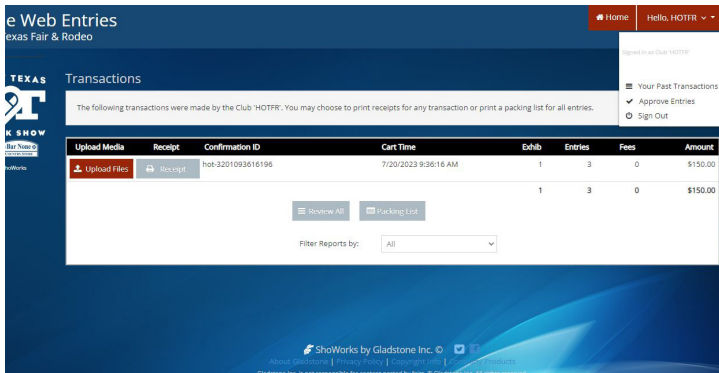 e Web Entries
exas Fair & Rodeo
Home
Hello, HOTFR
Signed in as Club 'HOTFR'
Your Past Transactions
Approve Entries
Sign Out
TEXAS
K SHOW
Bar None
hoWorks
Transactions
The following transactions were made by the Club 'HOTFR'. You may choose to print receipts for any transaction or print a packing list for all entries.
Upload Media Receipt Confirmation ID Cart Time Exhib Entries Fees Amount
Upload Files Receipt hot-3201093616196 7/20/2023 9:36:16 AM 1 3 0 $150.00
1 3 0 $150.00
Review All Packing List
Filter Reports by: All
ShoWorks by Gladstone Inc. ©
About Gladstone | Privacy Policy | Copyright Info | Company Products